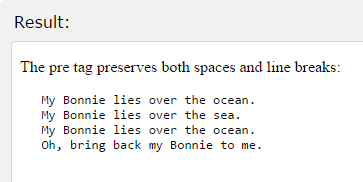 Result:
The pre tag preserves both spaces and line breaks:
My Bonnie lies over the ocean.
My Bonnie lies over the sea.
My Bonnie lies over the ocean.
Oh, bring back my Bonnie to me.